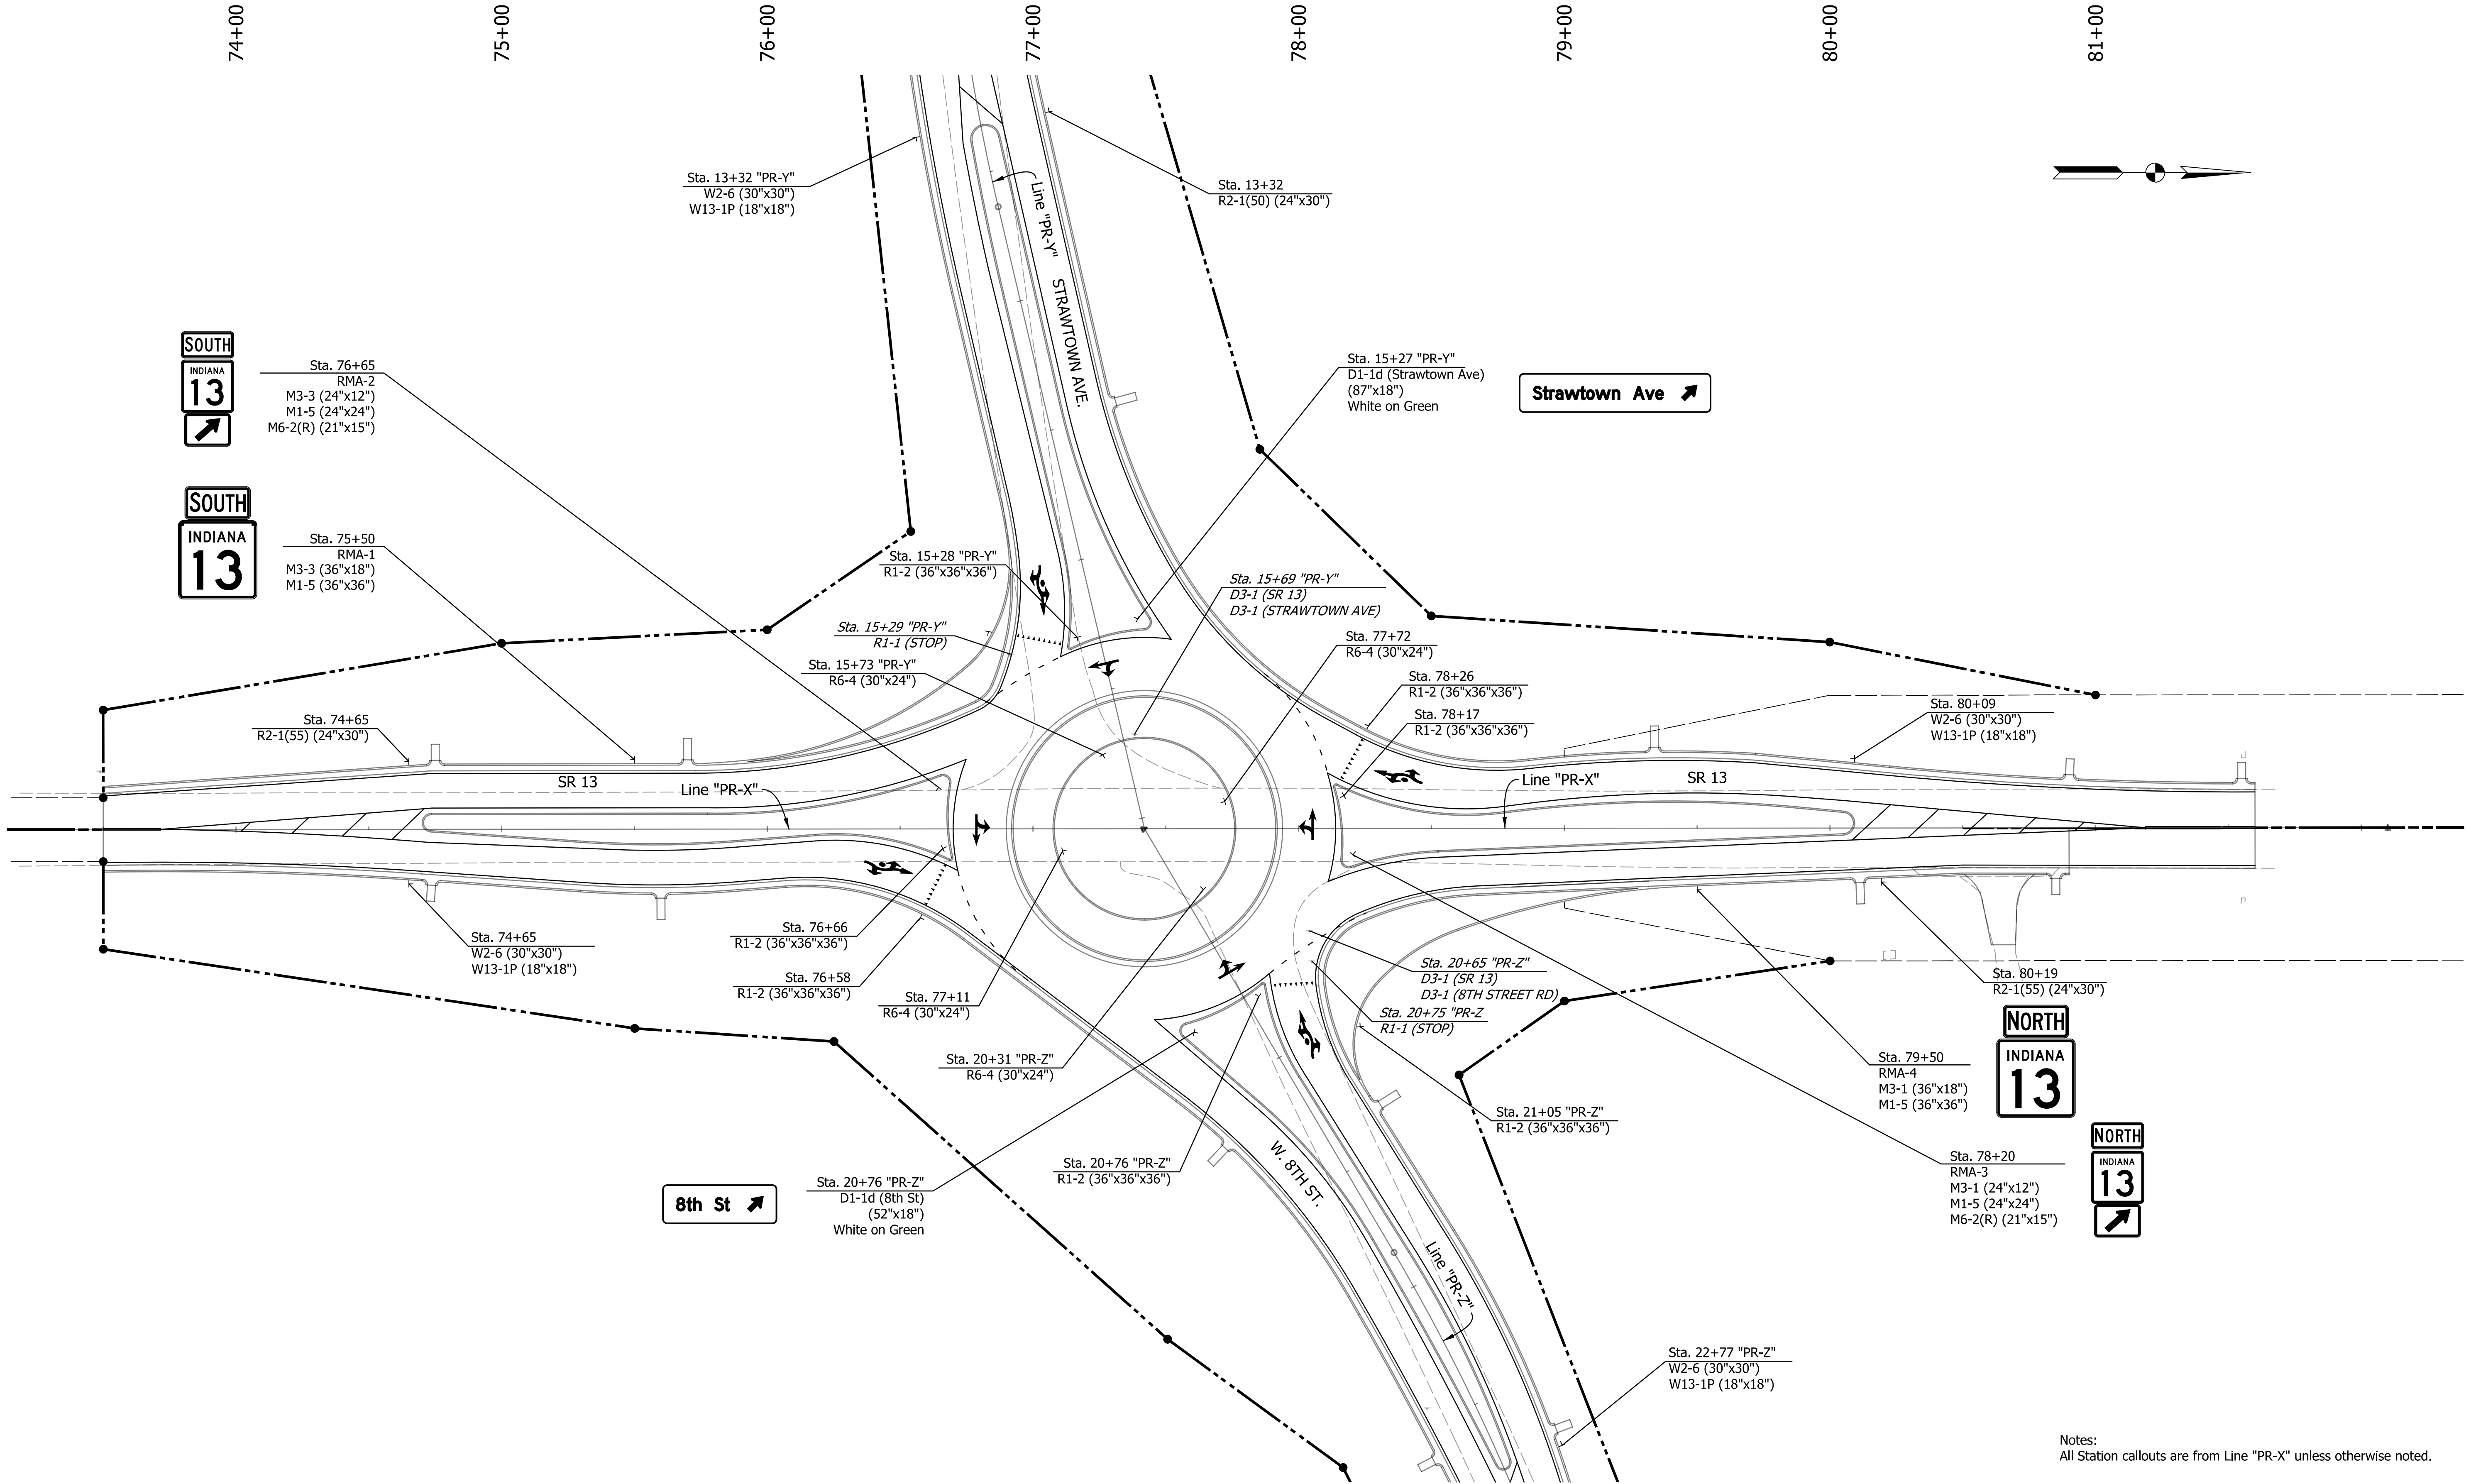 74+00
75+00
76+00
77+00
78+00
79+00
80+00
81+00
Sta. 13+32 "PR-Y"
W2-6 (30"x30")
W13-1P (18"x18")
Line "PR-Y"
STRAWTOWN AVE.
Sta. 13+32
R2-1(50) (24"x30")
SOUTH
INDIANA
13
Sta. 76+65
RMA-2
M3-3 (24"x12")
M1-5 (24"x24")
M6-2(R) (21"x15")
Sta. 15+27 "PR-Y"
D1-1d (Strawtown Ave)
(87"x18")
White on Green
Strawtown Ave
SOUTH
INDIANA
13
Sta. 75+50
RMA-1
M3-3 (36"x18")
M1-5 (36"x36")
Sta. 15+28 "PR-Y"
R1-2 (36"x36"x36")
Sta. 15+69 "PR-Y"
D3-1 (SR 13)
D3-1 (STRAWTOWN AVE)
Sta. 15+29 "PR-Y"
R1-1 (STOP)
Sta. 77+72
R6-4 (30"x24")
Sta. 15+73 "PR-Y"
R6-4 (30"x24")
Sta. 78+26
R1-2 (36"x36"x36")
Sta. 78+17
R1-2 (36"x36"x36")
Sta. 80+09
W2-6 (30"x30")
W13-1P (18"x18")
Sta. 74+65
R2-1(55) (24"x30")
SR 13
Line "PR-X"
Line "PR-X"
SR 13
Sta. 74+65
W2-6 (30"x30")
W13-1P (18"x18")
Sta. 76+66
R1-2 (36"x36"x36")
Sta. 76+58
R1-2 (36"x36"x36")
Sta. 77+11
R6-4 (30"x24")
Sta. 20+65 "PR-Z"
D3-1 (SR 13)
D3-1 (8TH STREET RD)
Sta. 20+75 "PR-Z
R1-1 (STOP)
Sta. 80+19
R2-1(55) (24"x30")
Sta. 20+31 "PR-Z"
R6-4 (30"x24")
Sta. 79+50
RMA-4
M3-1 (36"x18")
M1-5 (36"x36")
NORTH
INDIANA
13
Sta. 21+05 "PR-Z"
R1-2 (36"x36"x36")
Sta. 20+76 "PR-Z"
R1-2 (36"x36"x36")
W. 8TH ST.
Sta. 78+20
RMA-3
M3-1 (24"x12")
M1-5 (24"x24")
M6-2(R) (21"x15")
NORTH
INDIANA
13
8th St
Sta. 20+76 "PR-Z"
D1-1d (8th St)
(52"x18")
White on Green
Line "PR-Z"
Sta. 22+77 "PR-Z"
W2-6 (30"x30")
W13-1P (18"x18")
Notes:
All Station callouts are from Line "PR-X" unless otherwise noted.